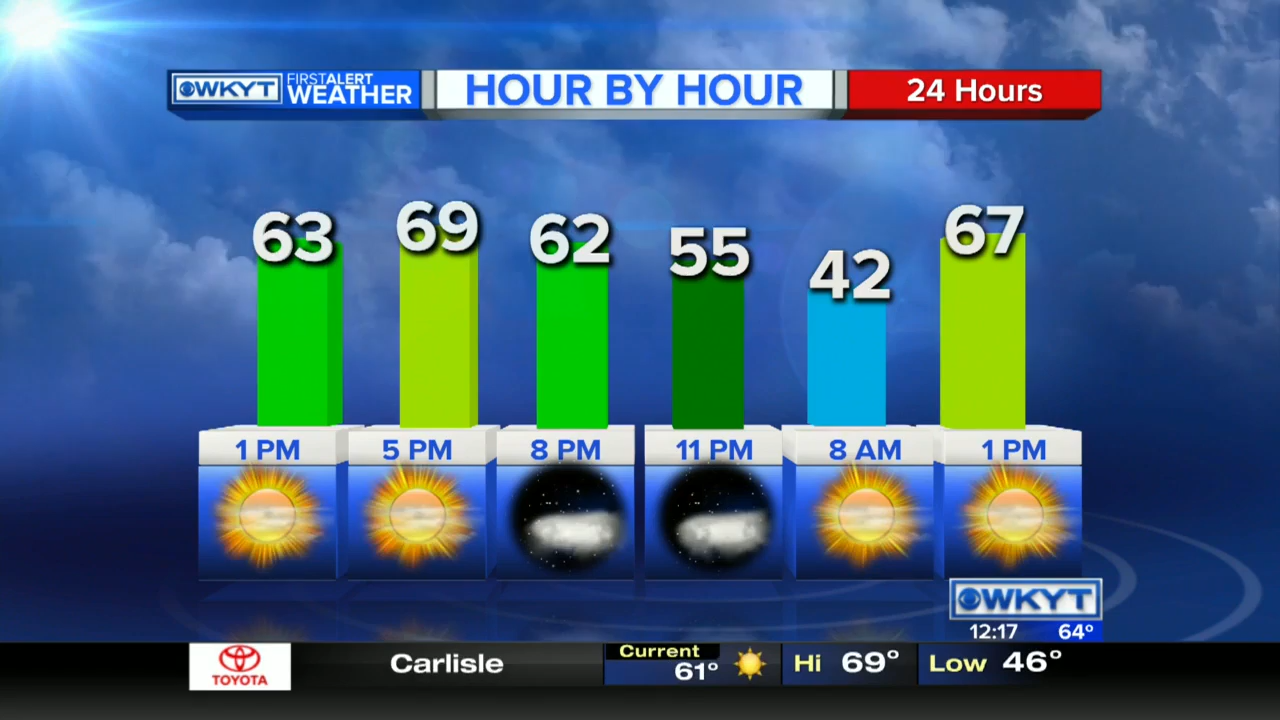 WKYT FIRST ALERT WEATHER
HOUR BY HOUR
24 Hours
63 69 62 55 42 67
1 PM 5 PM 8 PM 11 PM 8 AM 1 PM
WKYT
12:17 64°
TOYOTA
Carlisle
Current
61°
Hi 69°
Low 46°